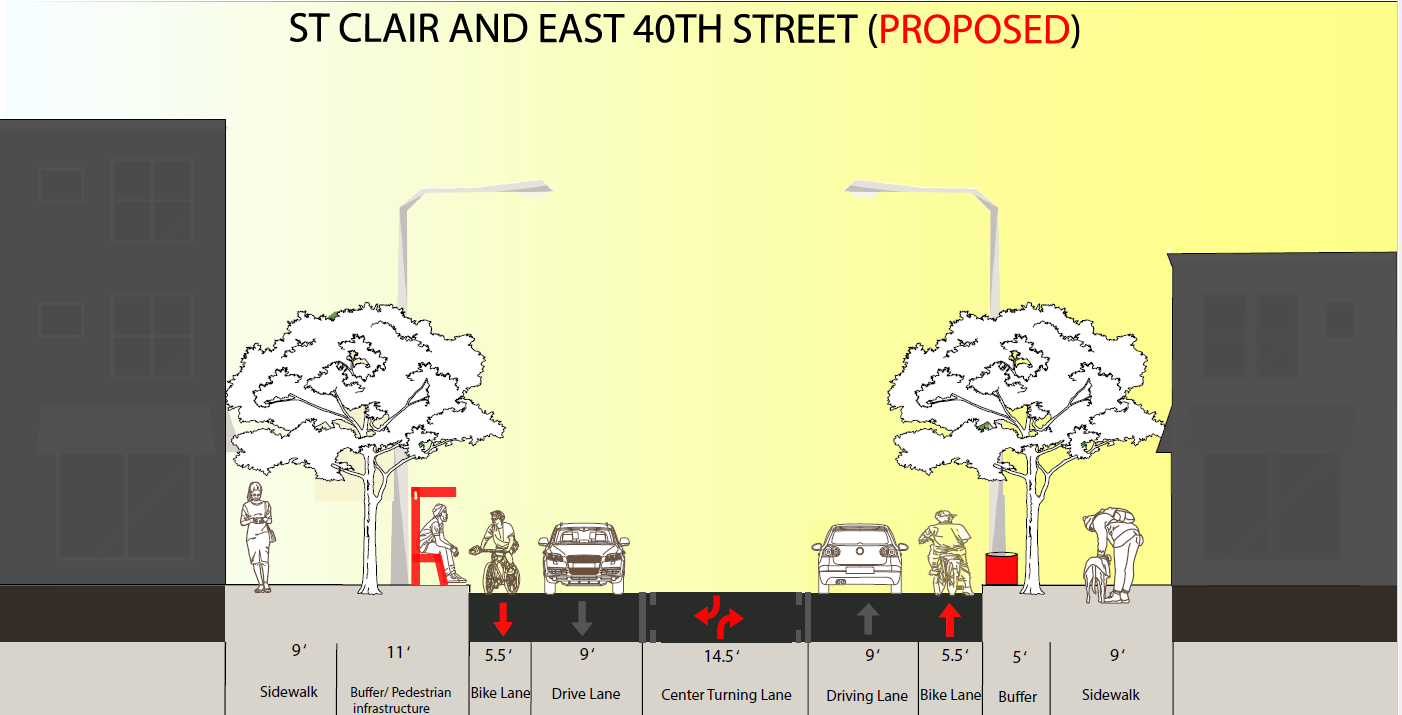 ST CLAIR AND EAST 40TH STREET (PROPOSED)
9‘ 11‘ 5.5‘ 9‘ 14.5‘ 9‘ 5.5‘ 5‘ 9‘
Sidewalk Buffer/ Pedestrian Bike Lane Drive Lane Center Turning Lane Driving Lane Bike Lane Buffer Sidewalk
infrastructure